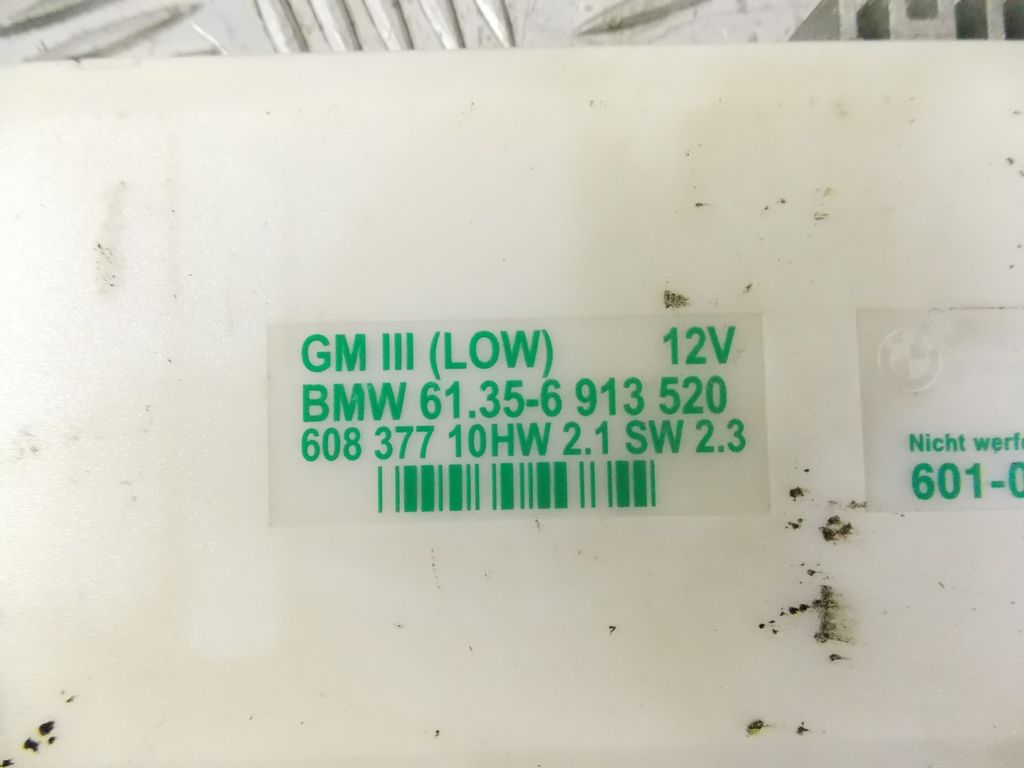 GM III (LOW) 12V
BMW 61.35-6 913 520
608 377 10HW 2.1 SW 2.3
Nicht
601-0